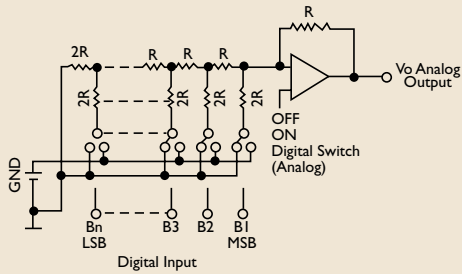 R
2R
R
R
R
Vo Analog
Output
2R
2R
2R
2R
OFF
ON
Digital Switch
(Analog)
GND
Bn
LSB
B3
B2
B1
MSB
Digital Input